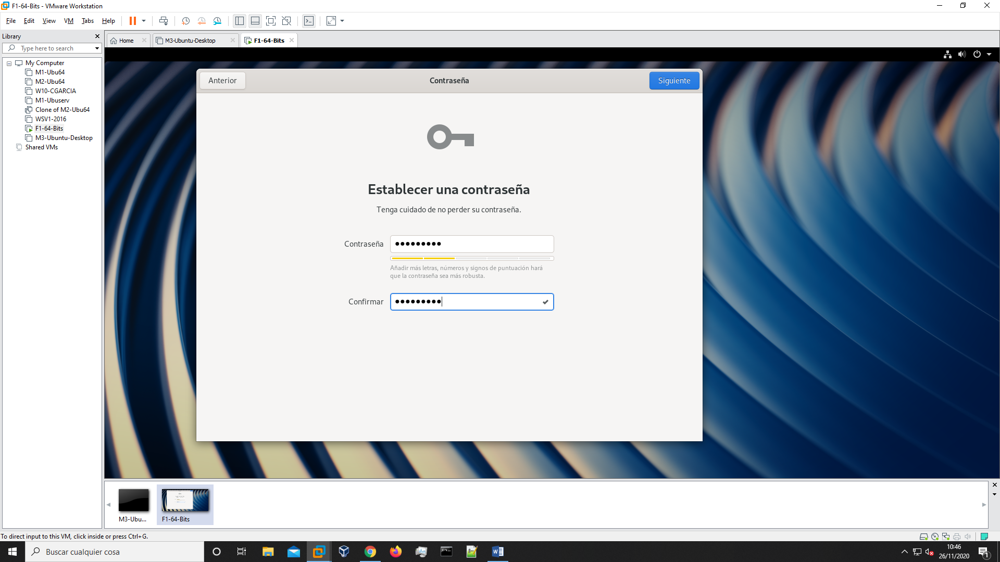 F1-64-Bits - VMware Workstation
File Edit View VM Tabs Help
Library
Type here to search
My Computer
M1-Ubu64
M2-Ubu64
W10-CGARCIA
M1-Ubuserv
Clone of M2-Ubu64
WSV1-2016
F1-64-Bits
M3-Ubuntu-Desktop
Shared VMs
Home
M3-Ubuntu-Desktop
F1-64-Bits
Anterior
Contraseña
Siguiente
Establecer una contraseña
Tenga cuidado de no perder su contraseña.
Contraseña ●●●●●●●●●
Añadir más letras, números y signos de puntuación hará
que la contraseña sea más robusta.
Confirmar ●●●●●●●●●
M3-Ubu...
F1-64-Bits
To direct input to this VM, click inside or press Ctrl+G.
Buscar cualquier cosa
10:46
26/11/2020
1